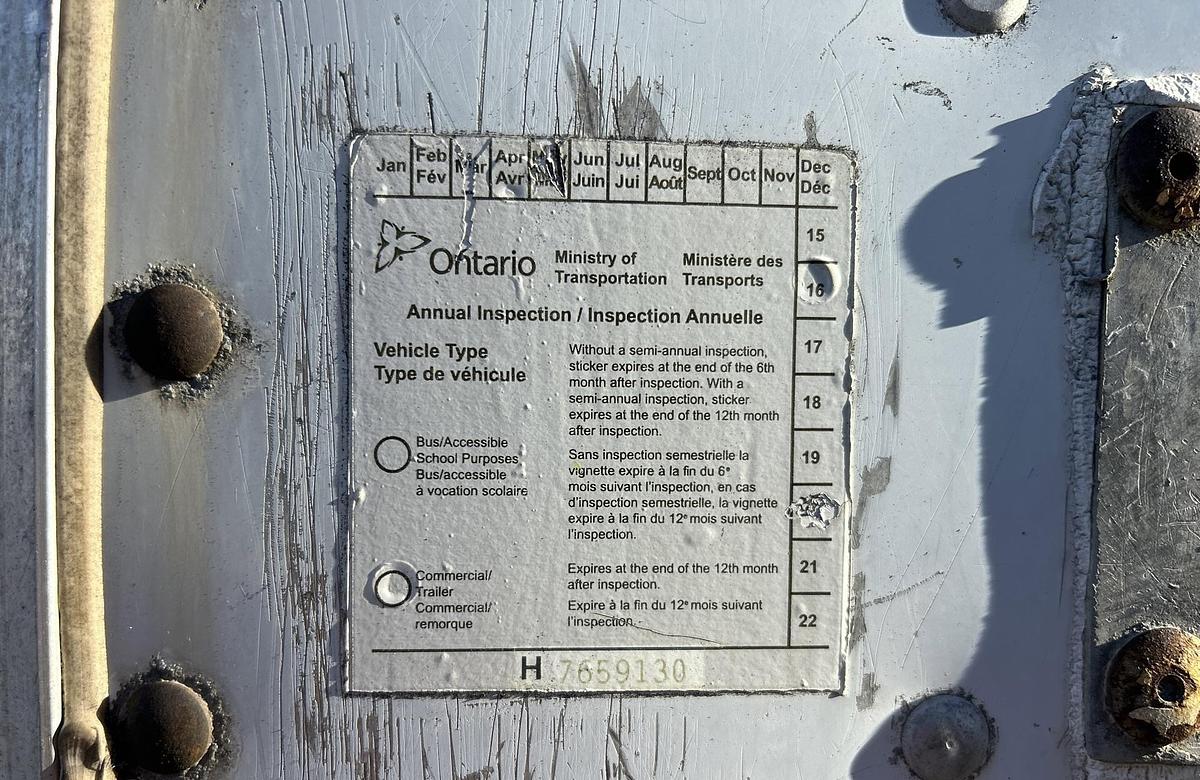 Jan Feb Mar Apr Jun Jul Aug Sept Oct Nov Dec
Fév Avr Juin Jui Août Déc
15
16
17
18
19
21
22
Ontario
Ministry of
Transportation
Ministère des
Transports
Annual Inspection / Inspection Annuelle
Vehicle Type
Type de véhicule
Bus/Accessible
School Purposes
Bus/accessible
à vocation scolaire
Without a semi-annual inspection,
sticker expires at the end of the 6th
month after inspection. With a
semi-annual inspection, sticker
expires at the end of the 12th month
after inspection.
Sans inspection semestrielle la
vignette expire à la fin du 6e
mois suivant l'inspection, en cas
d'inspection semestrielle, la vignette
expire à la fin du 12e mois suivant
l'inspection.
Commercial/
Trailer
Commercial/
remorque
Expires at the end of the 12th month
after inspection.
Expire à la fin du 12e mois suivant
l'inspection.
H 7659130